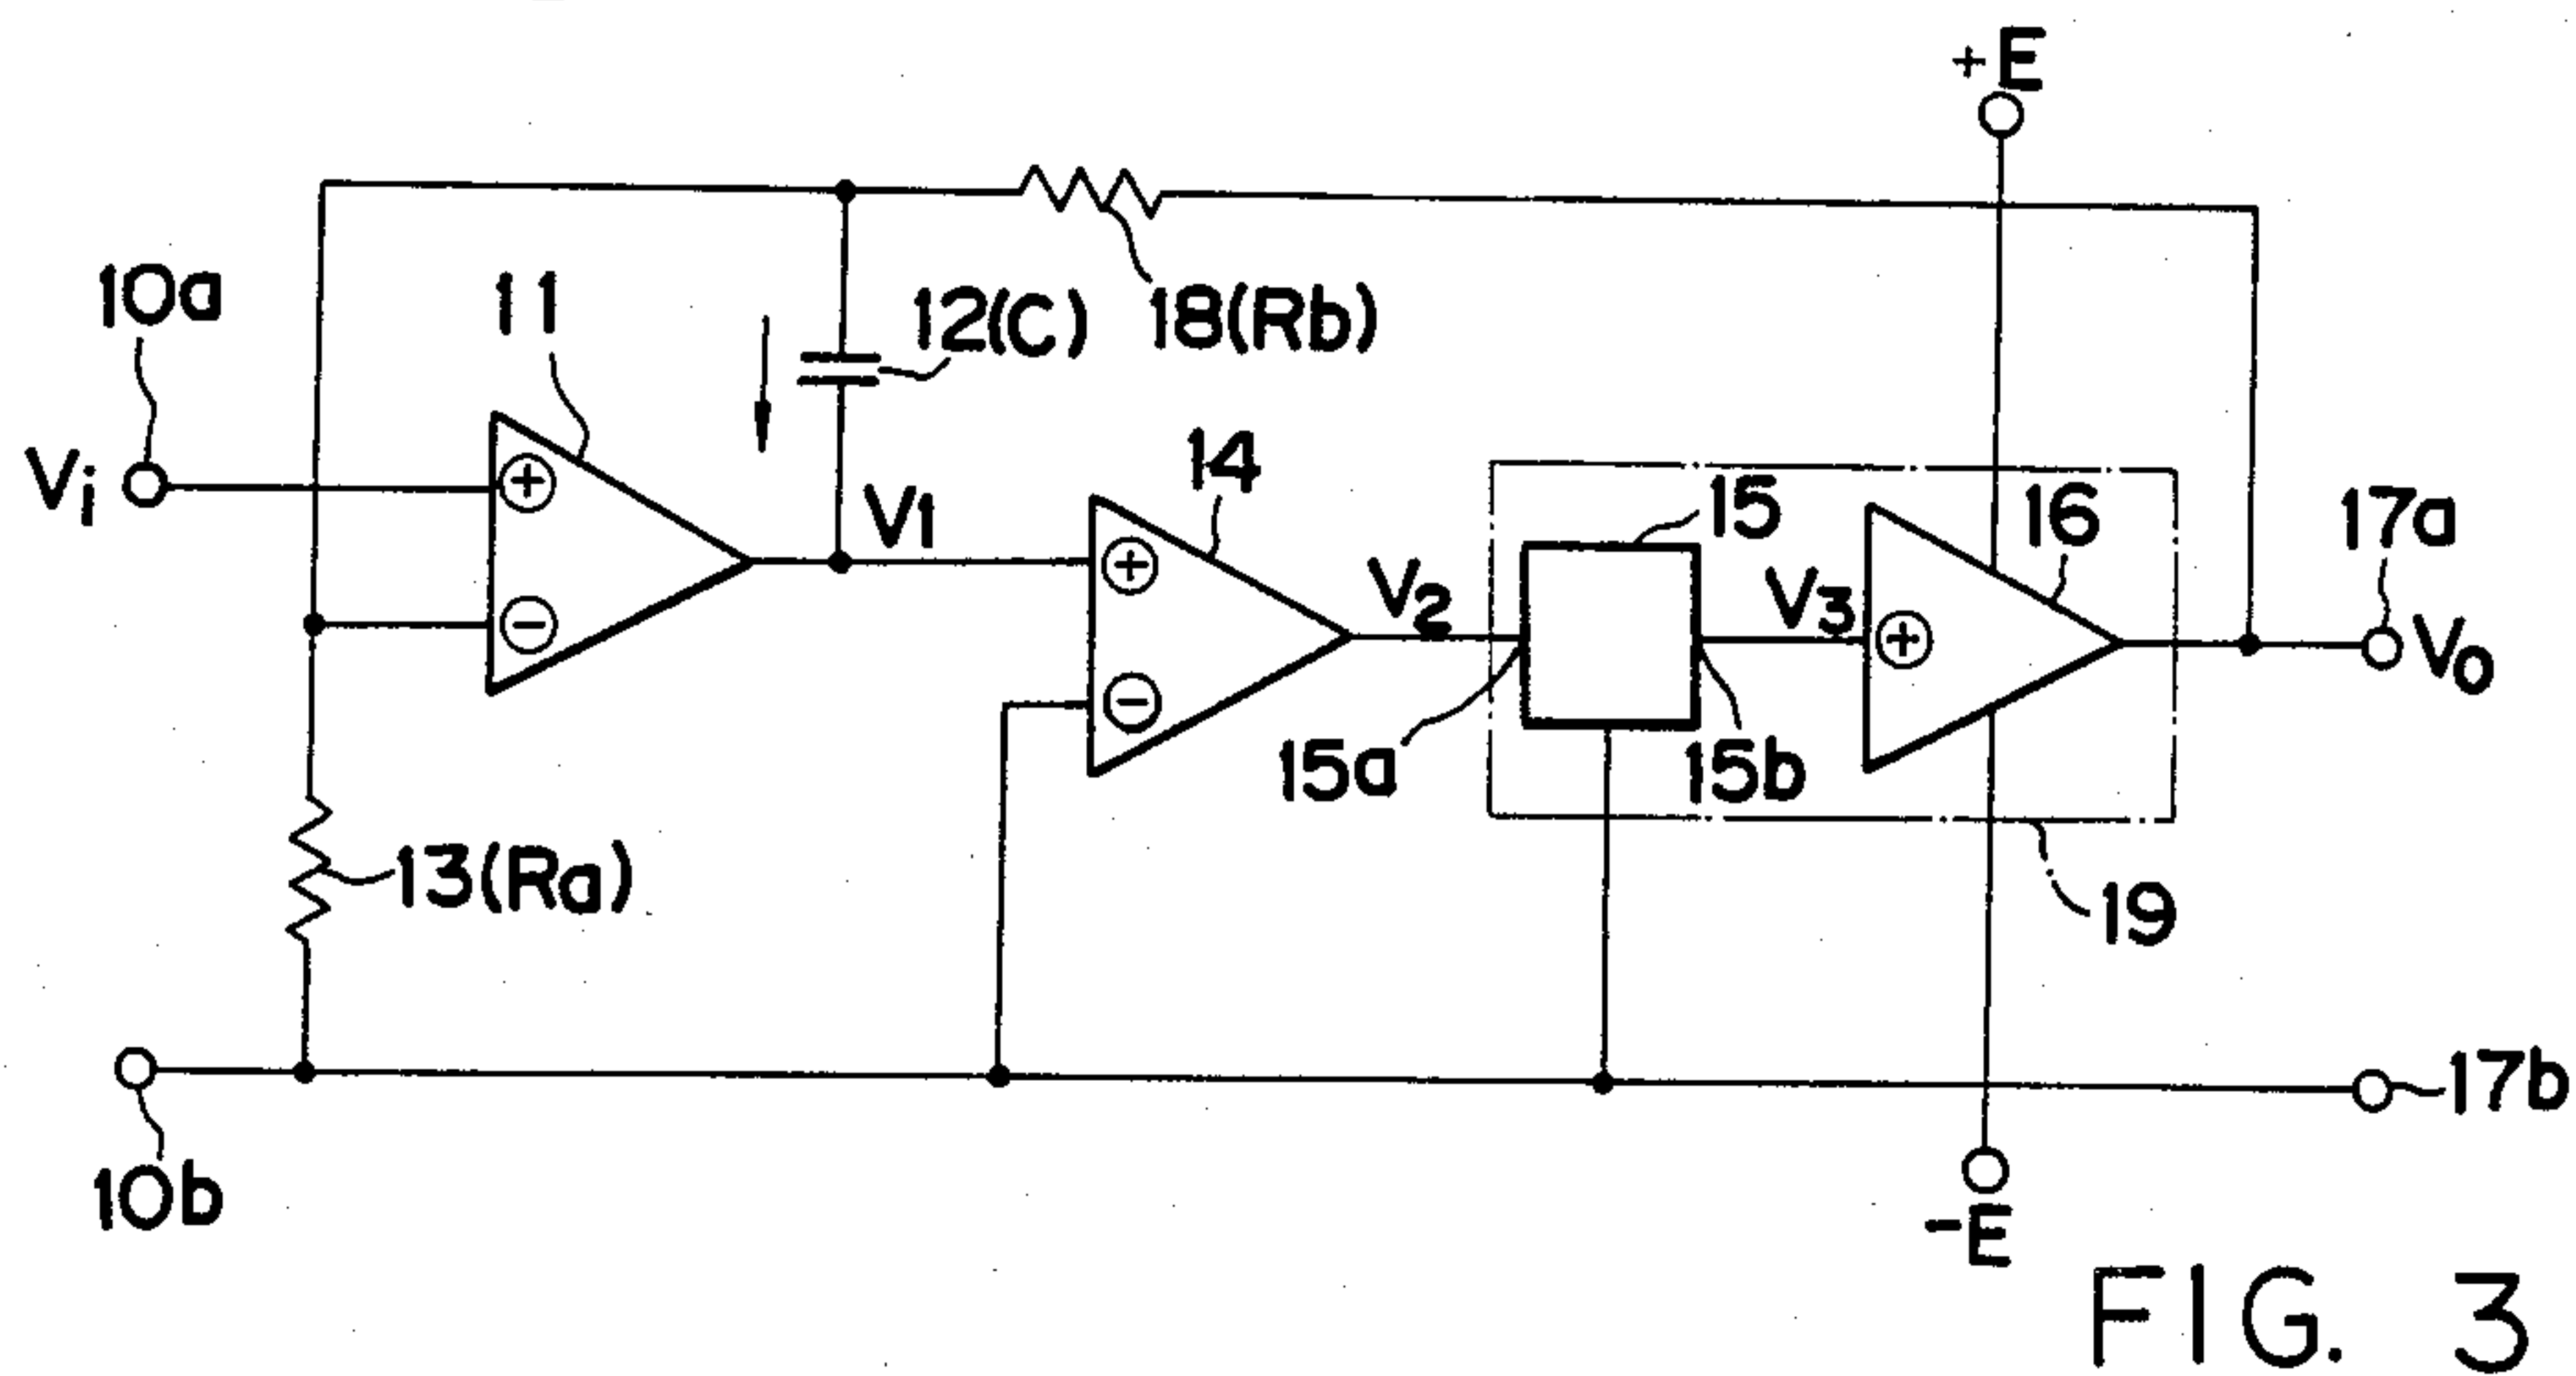 +E
10a
11
12(C)
18(Rb)
Vi
V1
14
15
16
17a
V2
V3
Vo
+
−
+
−
+
15a
15b
13(Ra)
19
10b
17b
-E
FIG. 3